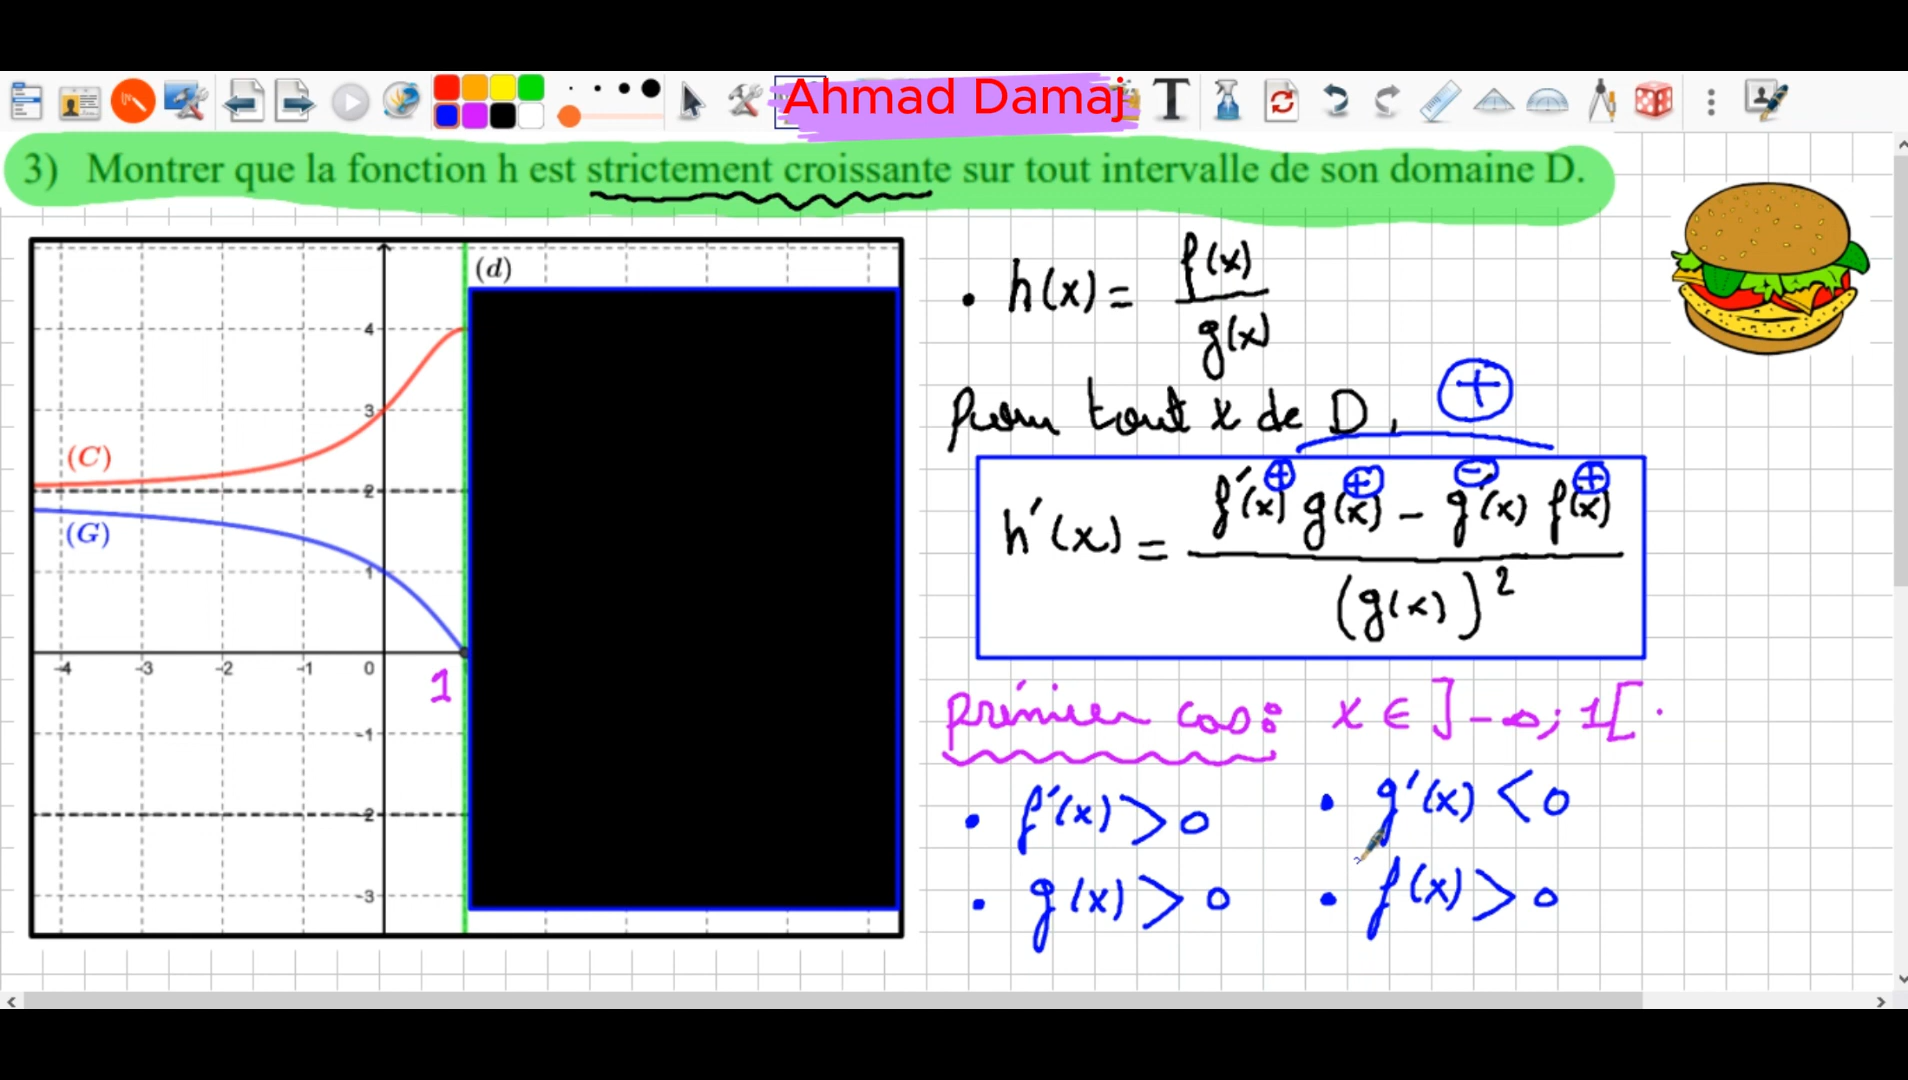 Ahmad Damaj
3) Montrer que la fonction h est strictement croissante sur tout intervalle de son domaine D.
(d)
4
3
(C)
2
(G)
1
-4 -3 -2 -1 0
1
-1
-2
-3
• h(x) = f(x) / g(x)
Pour tout x de D, +
+ + - +
h'(x) = f'(x) g(x) - g'(x) f(x) / (g(x))²
prémier cas: x ∈ ]-∞; 1[.
• f'(x) > 0 • g'(x) < 0
• g(x) > 0 • f(x) > 0